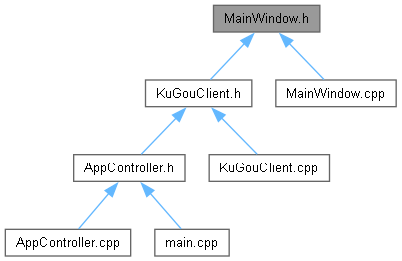 MainWindow.h
KuGouClient.h
MainWindow.cpp
AppController.h
KuGouClient.cpp
AppController.cpp
main.cpp